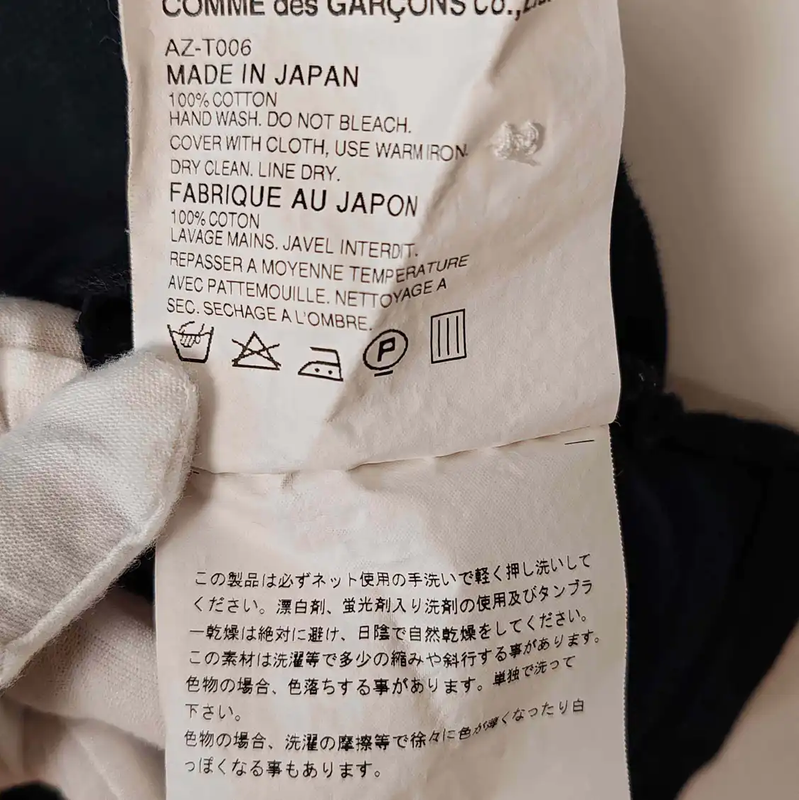 COMME des GARÇONS Co.,Ltd.
AZ-T006
MADE IN JAPAN
100% COTTON
HAND WASH. DO NOT BLEACH.
COVER WITH CLOTH, USE WARM IRON.
DRY CLEAN. LINE DRY.
FABRIQUE AU JAPON
100% COTON
LAVAGE MAINS. JAVEL INTERDIT.
REPASSER A MOYENNE TEMPERATURE
AVEC PATTEMOUILLE. NETTOYAGE A
SEC. SECHAGE A L'OMBRE.
P
この製品は必ずネット使用の手洗いで軽く押し洗いして
ください。漂白剤、蛍光剤入り洗剤の使用及びタンブラ
ー乾燥は絶対に避け、日陰で自然乾燥をしてください。
この素材は洗濯等で多少の縮みや斜行する事があります。
色物の場合、色落ちする事があります。単独で洗って
下さい。
色物の場合、洗濯の摩擦等で徐々に色が薄くなったり白
っぽくなる事もあります。